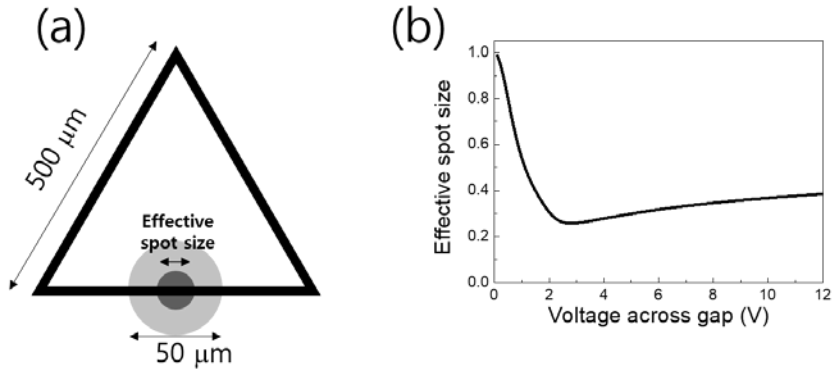 (a)
500 μm
Effective
spot size
50 μm
(b)
Effective spot size
1.0
0.8
0.6
0.4
0.2
0.0
0
2
4
6
8
10
12
Voltage across gap (V)